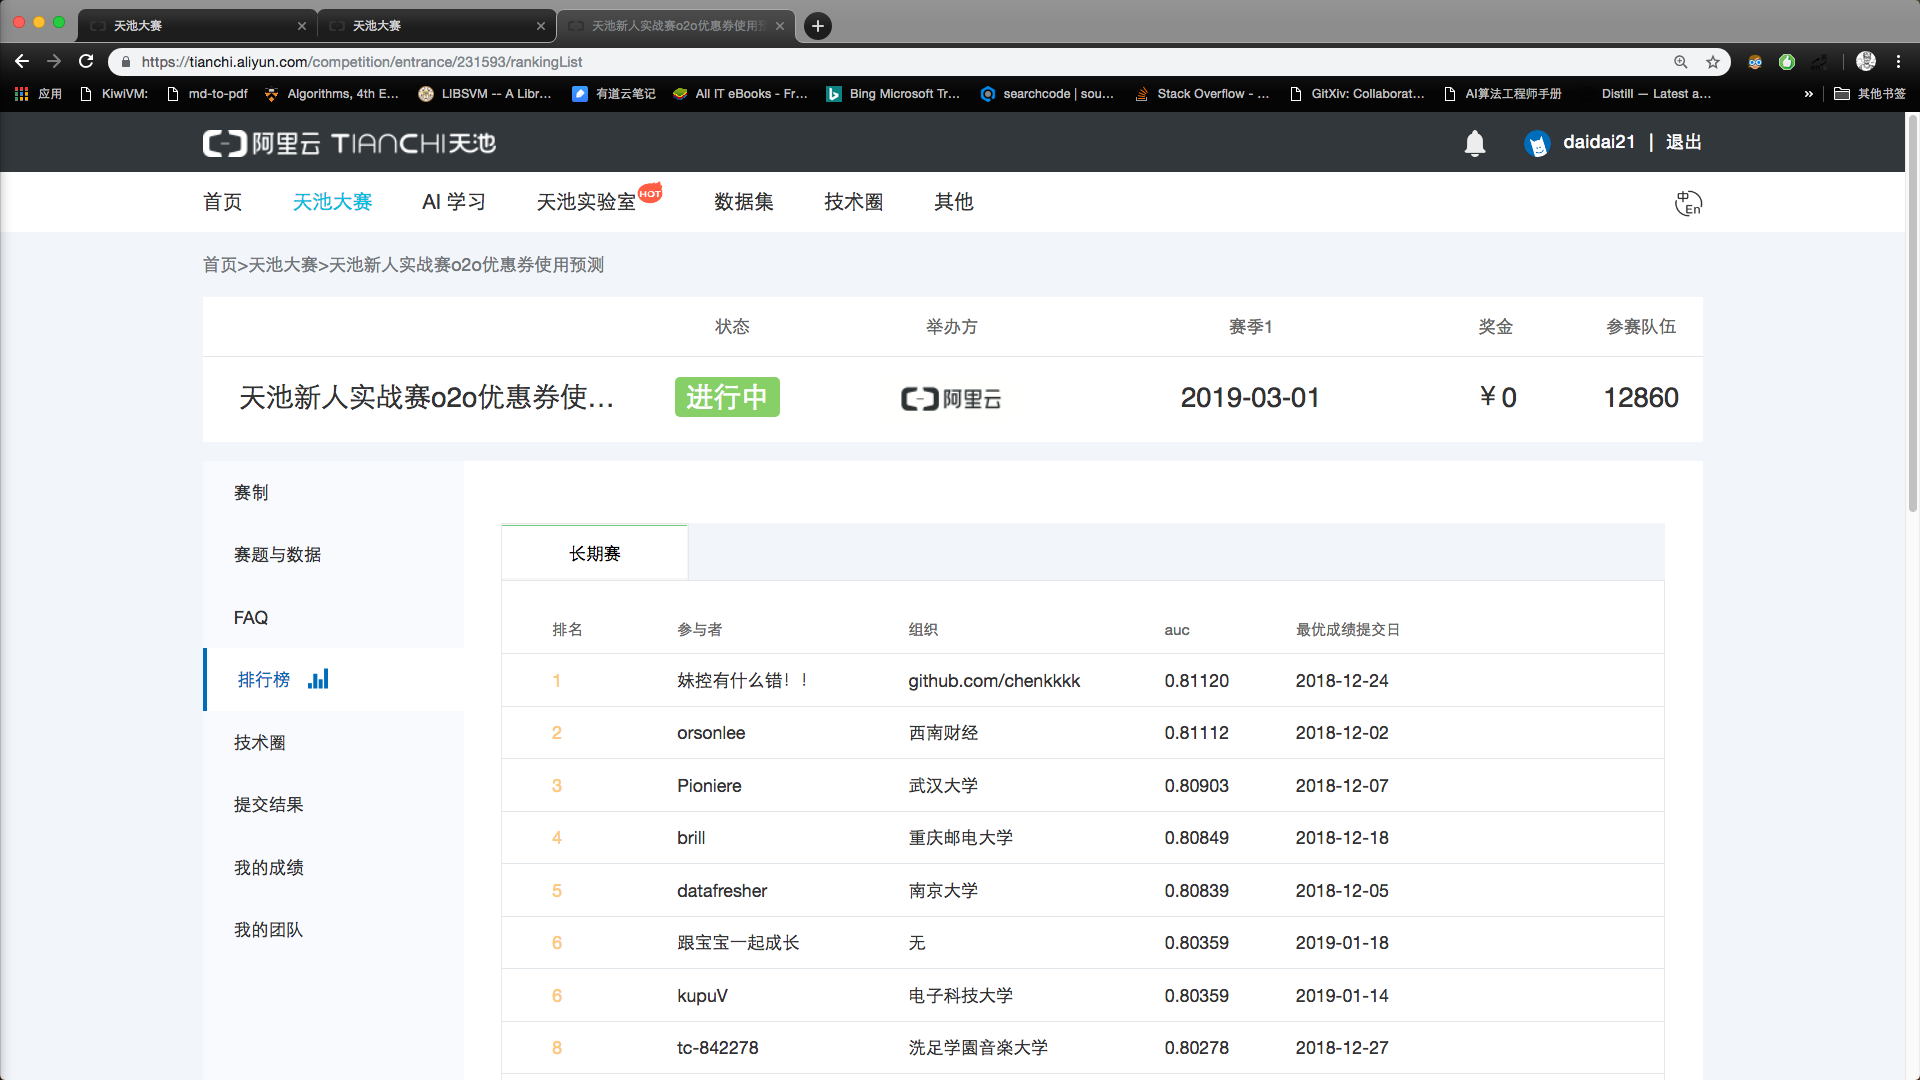 天池大赛
天池大赛
天池新人实战赛o2o优惠券使用预
https://tianchi.aliyun.com/competition/entrance/231593/rankingList
应用 KiwiVM: md-to-pdf Algorithms, 4th E... LIBSVM -- A Libr... 有道云笔记 All IT eBooks - Fr... Bing Microsoft Tr... searchcode | sou... Stack Overflow - ... GitXiv: Collaborat... AI算法工程师手册 Distill — Latest a... » 其他书签
阿里云 TIANCHI天池
daidai21 | 退出
首页 天池大赛 AI 学习 天池实验室 HOT 数据集 技术圈 其他 中 En
首页>天池大赛>天池新人实战赛o2o优惠券使用预测
状态 举办方 赛季1 奖金 参赛队伍
天池新人实战赛o2o优惠券使... 进行中 阿里云 2019-03-01 ¥0 12860
赛制
赛题与数据
FAQ
排行榜
技术圈
提交结果
我的成绩
我的团队
长期赛
排名 参与者 组织 auc 最优成绩提交日
1 妹控有什么错！！ github.com/chenkkkk 0.81120 2018-12-24
2 orsonlee 西南财经 0.81112 2018-12-02
3 Pioniere 武汉大学 0.80903 2018-12-07
4 brill 重庆邮电大学 0.80849 2018-12-18
5 datafresher 南京大学 0.80839 2018-12-05
6 跟宝宝一起成长 无 0.80359 2019-01-18
6 kupuV 电子科技大学 0.80359 2019-01-14
8 tc-842278 洗足学園音楽大学 0.80278 2018-12-27